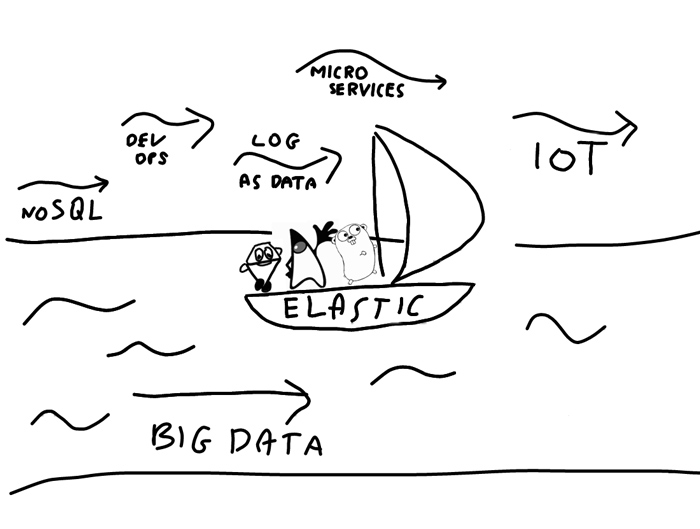 MICRO
SERVICES
DEV
OPS
LOG
AS DATA
IOT
NOSQL
ELASTIC
BIG DATA